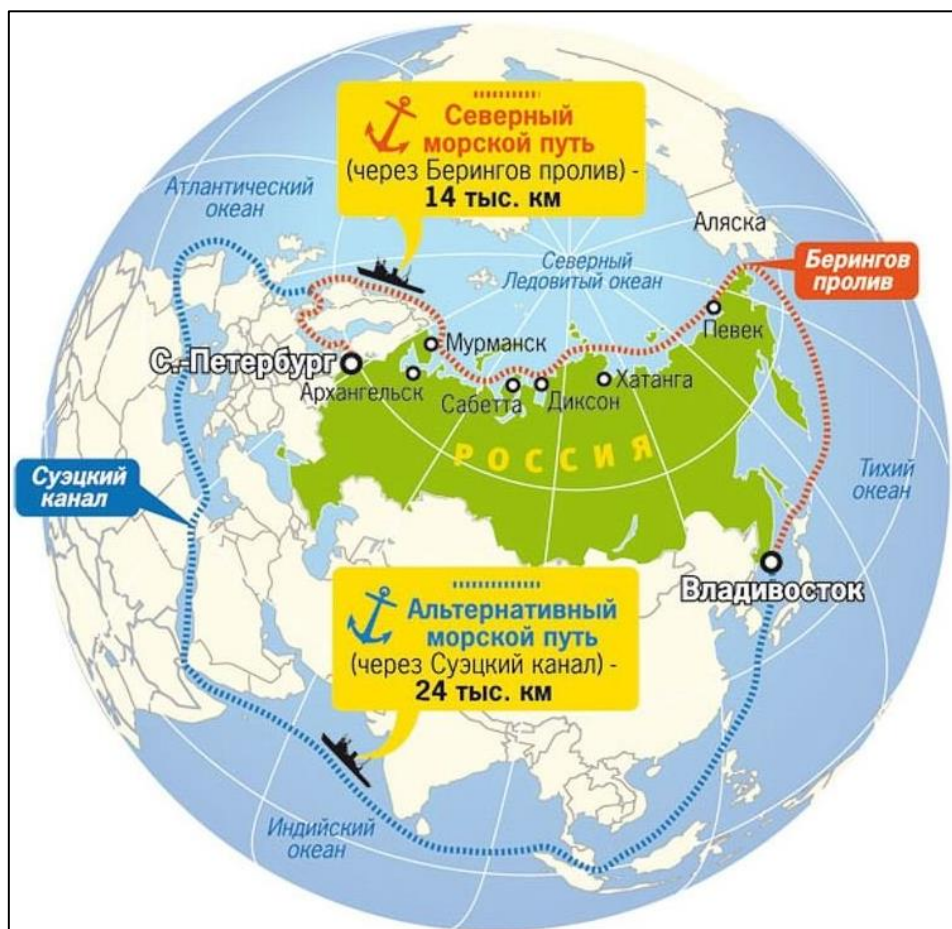 Северный
морской путь
(через Берингов пролив) -
14 тыс. км
Атлантический
океан
Аляска
Северный
Ледовитый океан
Берингов
пролив
Певек
Мурманск
С.-Петербург
Архангельск
Сабетта
Диксон
Хатанга
РОССИЯ
Суэцкий
канал
Тихий
океан
Владивосток
Альтернативный
морской путь
(через Суэцкий канал) -
24 тыс. км
Индийский
океан